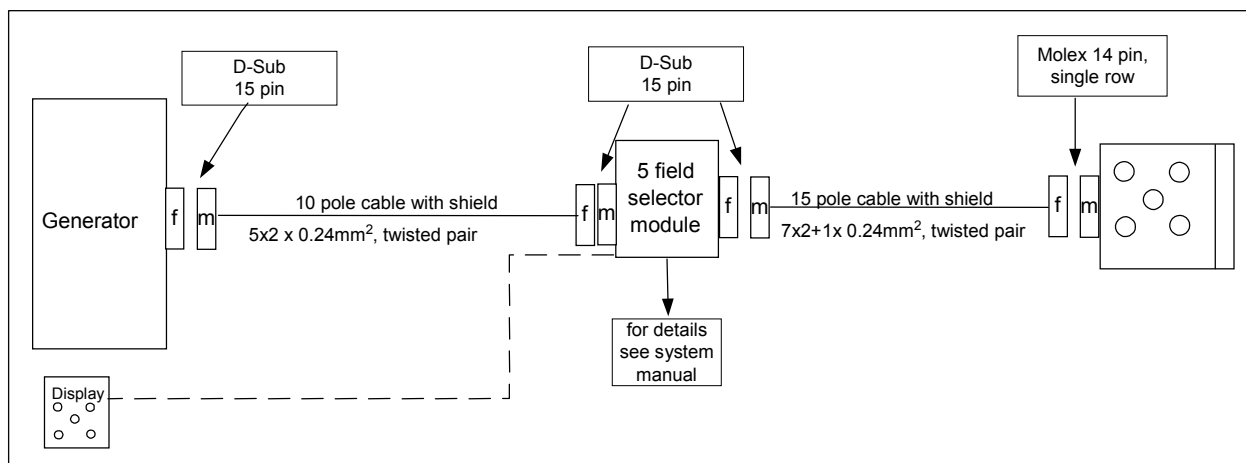 D-Sub
15 pin
D-Sub
15 pin
Molex 14 pin,
single row
Generator
f
m
10 pole cable with shield
5x2 x 0.24mm², twisted pair
f
m
5 field
selector
module
f
m
15 pole cable with shield
7x2+1x 0.24mm², twisted pair
f
m
for details
see system
manual
Display